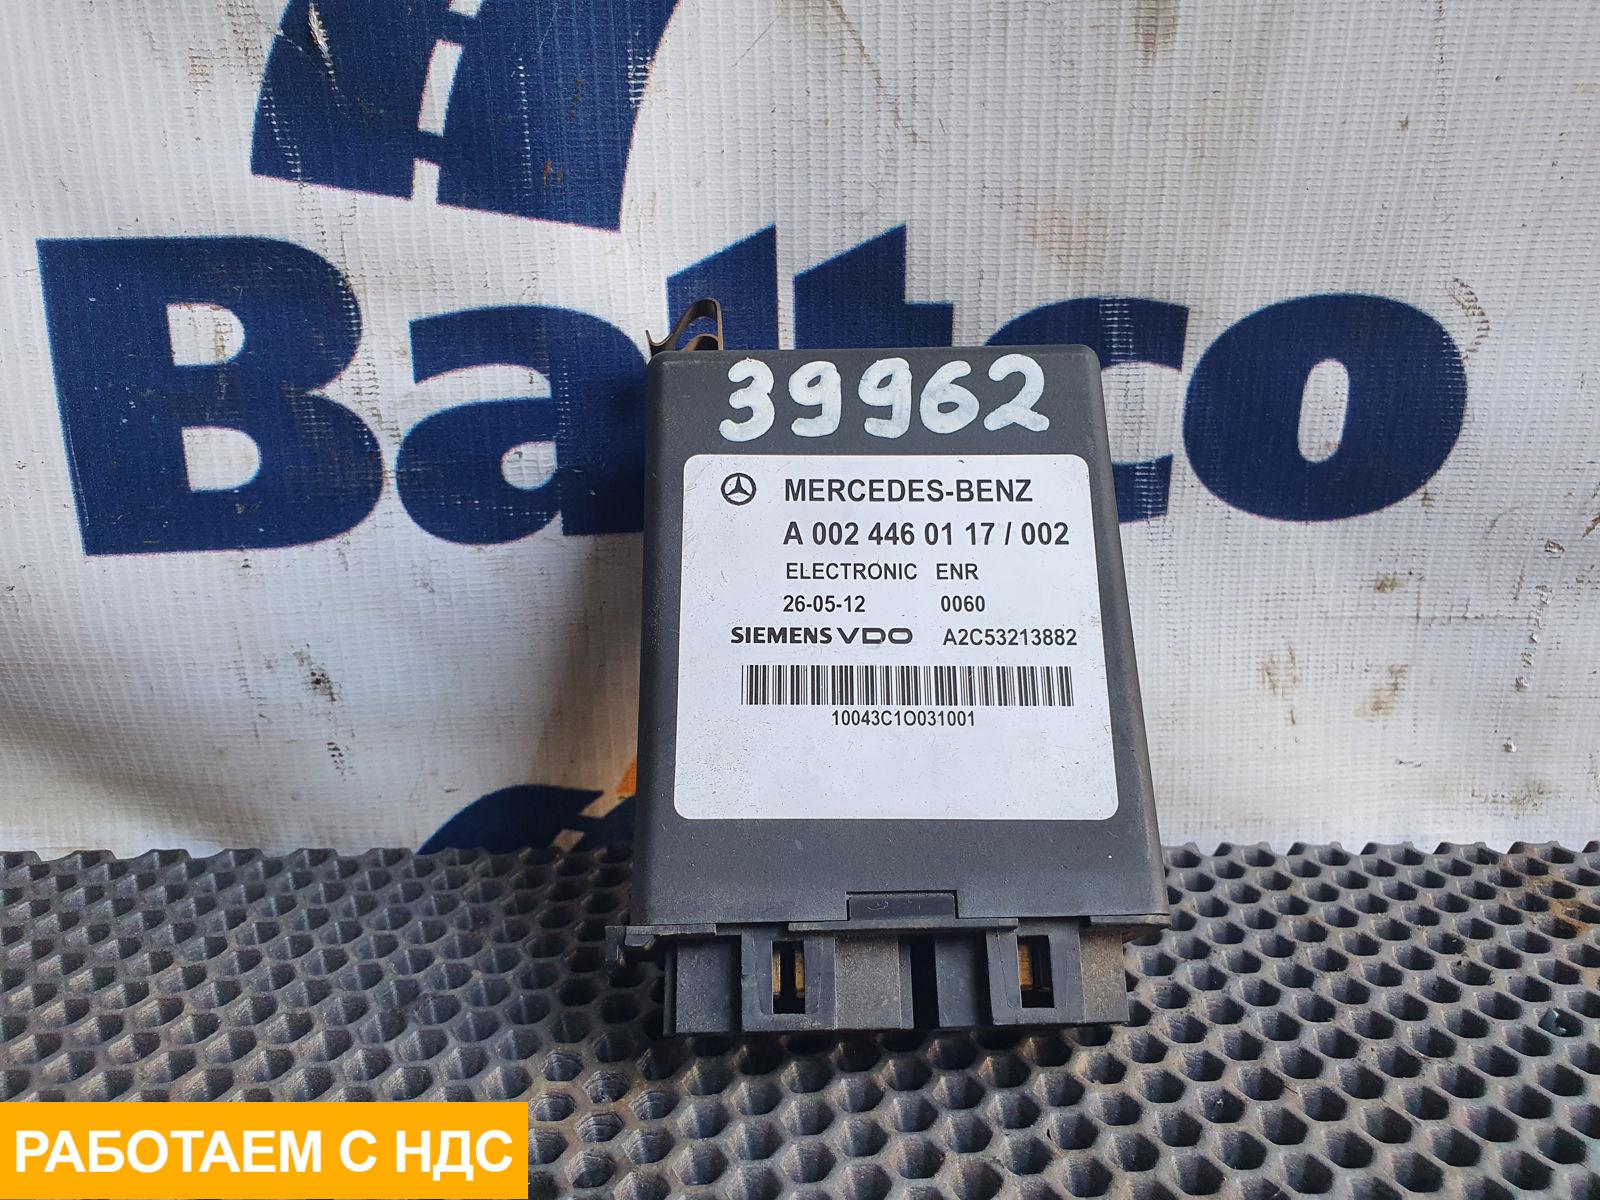 Baltco
39962
MERCEDES-BENZ
A 002 446 01 17 / 002
ELECTRONIC ENR
26-05-12 0060
SIEMENS VDO A2C53213882
10043C1O031001
РАБОТАЕМ С НДС